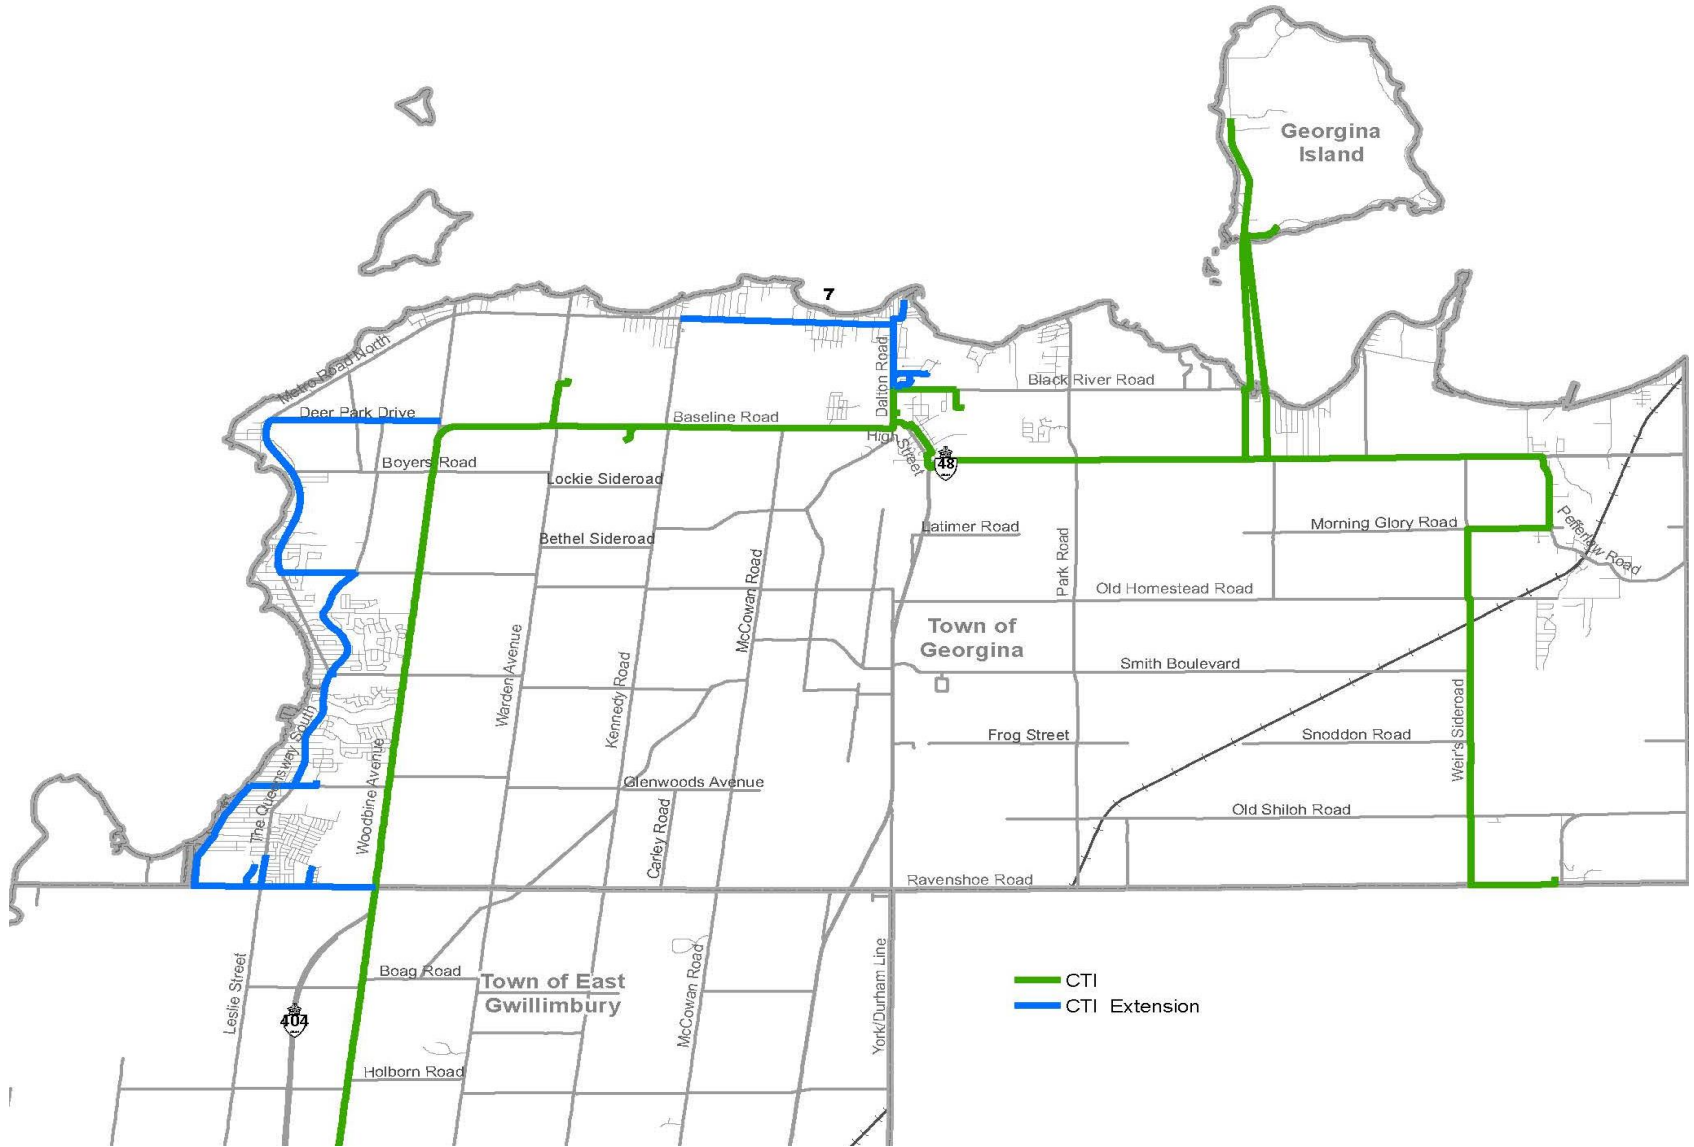 Georgina
Island
7
Metro Road North
Dalton Road
Black River Road
Deer Park Drive
Baseline Road
High Street
Boyers Road
48
Lockie Sideroad
Latimer Road
Morning Glory Road
Pefferlaw Road
Bethel Sideroad
McCowan Road
Park Road
Old Homestead Road
Town of
Georgina
Smith Boulevard
Warden Avenue
Kennedy Road
Weir's Sideroad
The Queensway South
Frog Street
Snoddon Road
Woodbine Avenue
Glenwoods Avenue
Carley Road
Old Shiloh Road
Ravenshoe Road
Leslie Street
Boag Road
Town of East
Gwillimbury
McCowan Road
York/Durham Line
404
Holborn Road
CTI
CTI Extension